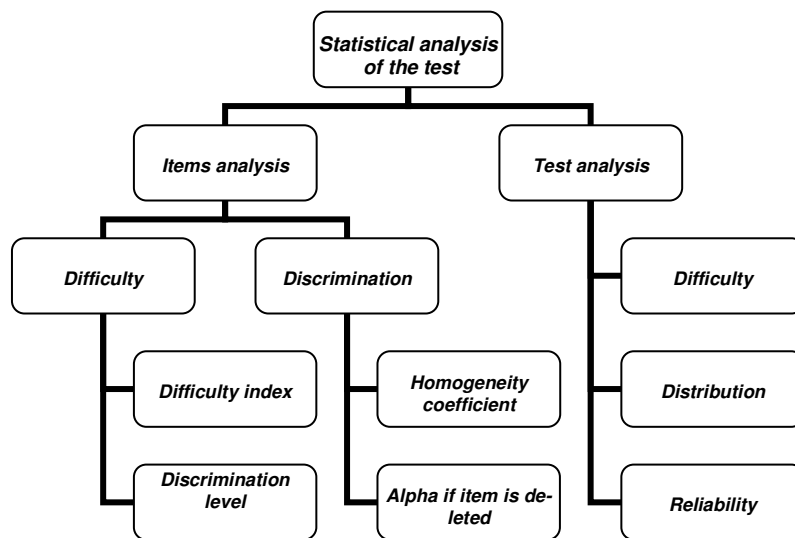 Statistical analysis
of the test
Items analysis
Test analysis
Difficulty
Discrimination
Difficulty
Difficulty index
Homogeneity
coefficient
Distribution
Discrimination
level
Alpha if item is de-
leted
Reliability